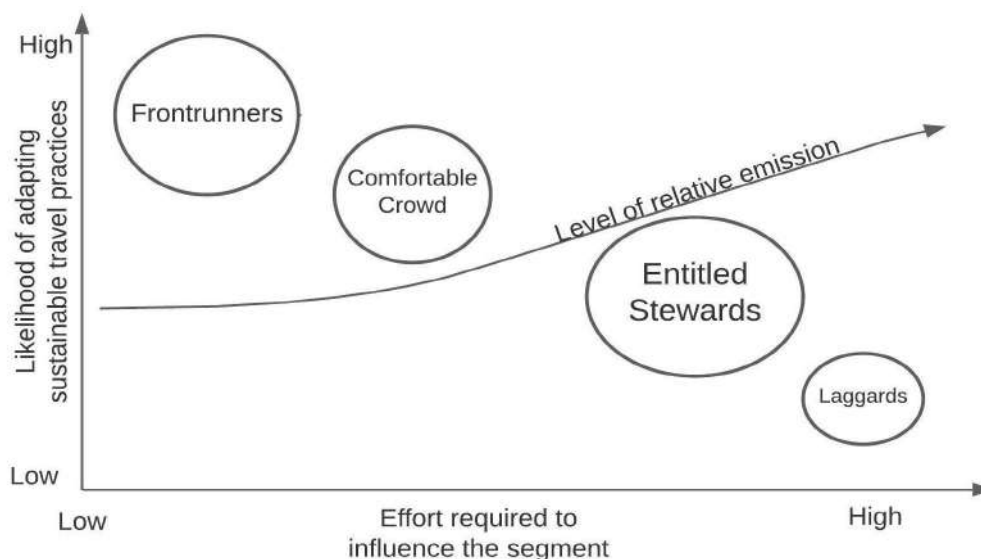 High
Likelihood of adapting
sustainable travel practices
Low
Frontrunners
Comfortable
Crowd
Level of relative emission
Entitled
Stewards
Laggards
Low
Effort required to
influence the segment
High